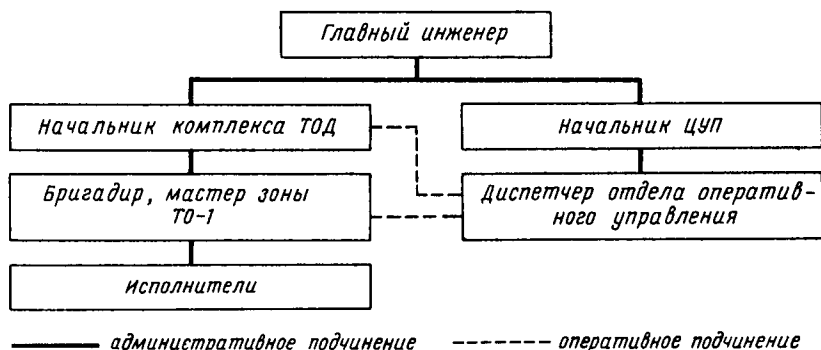 Главный инженер
Начальник комплекса ТОД
Начальник ЦУП
Бригадир, мастер зоны
ТО-1
Диспетчер отдела оператив-
ного управления
Исполнители
административное подчинение
оперативное подчинение